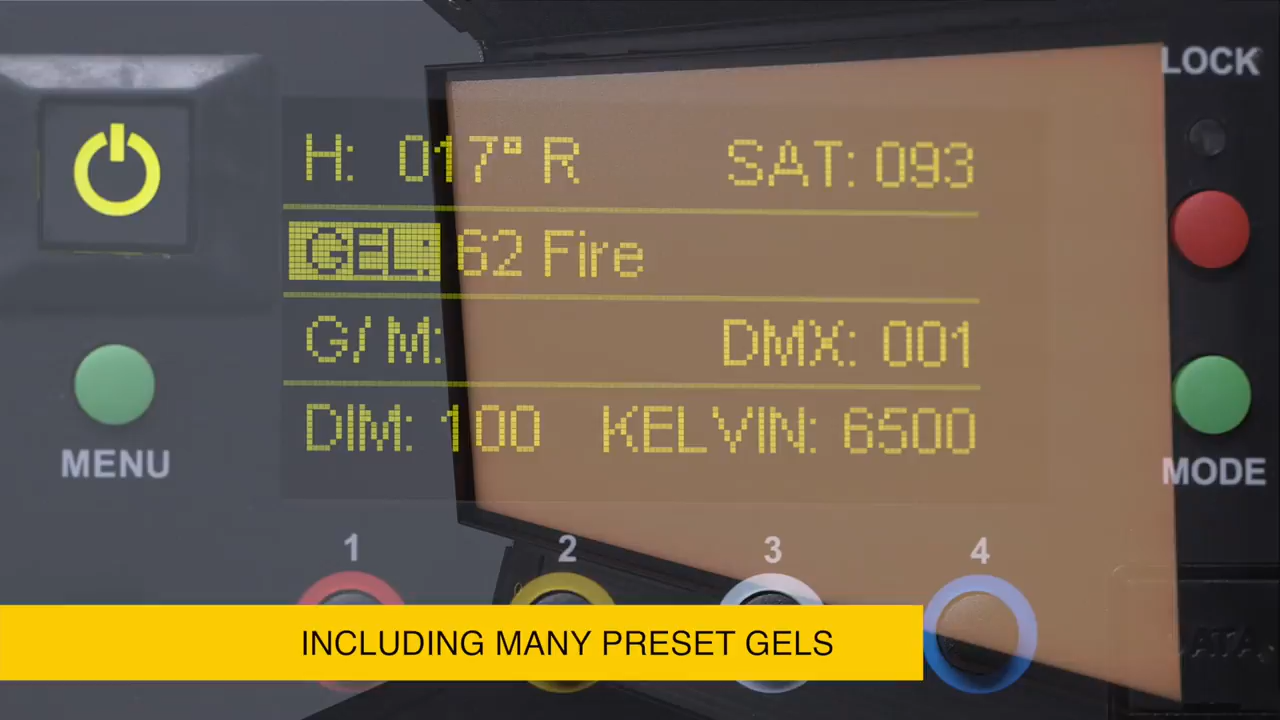 LOCK
H: 017° R SAT: 093
GEL: 62 Fire
G/M: DMX: 001
DIM: 100 KELVIN: 6500
MENU
MODE
1 2 3 4
INCLUDING MANY PRESET GELS